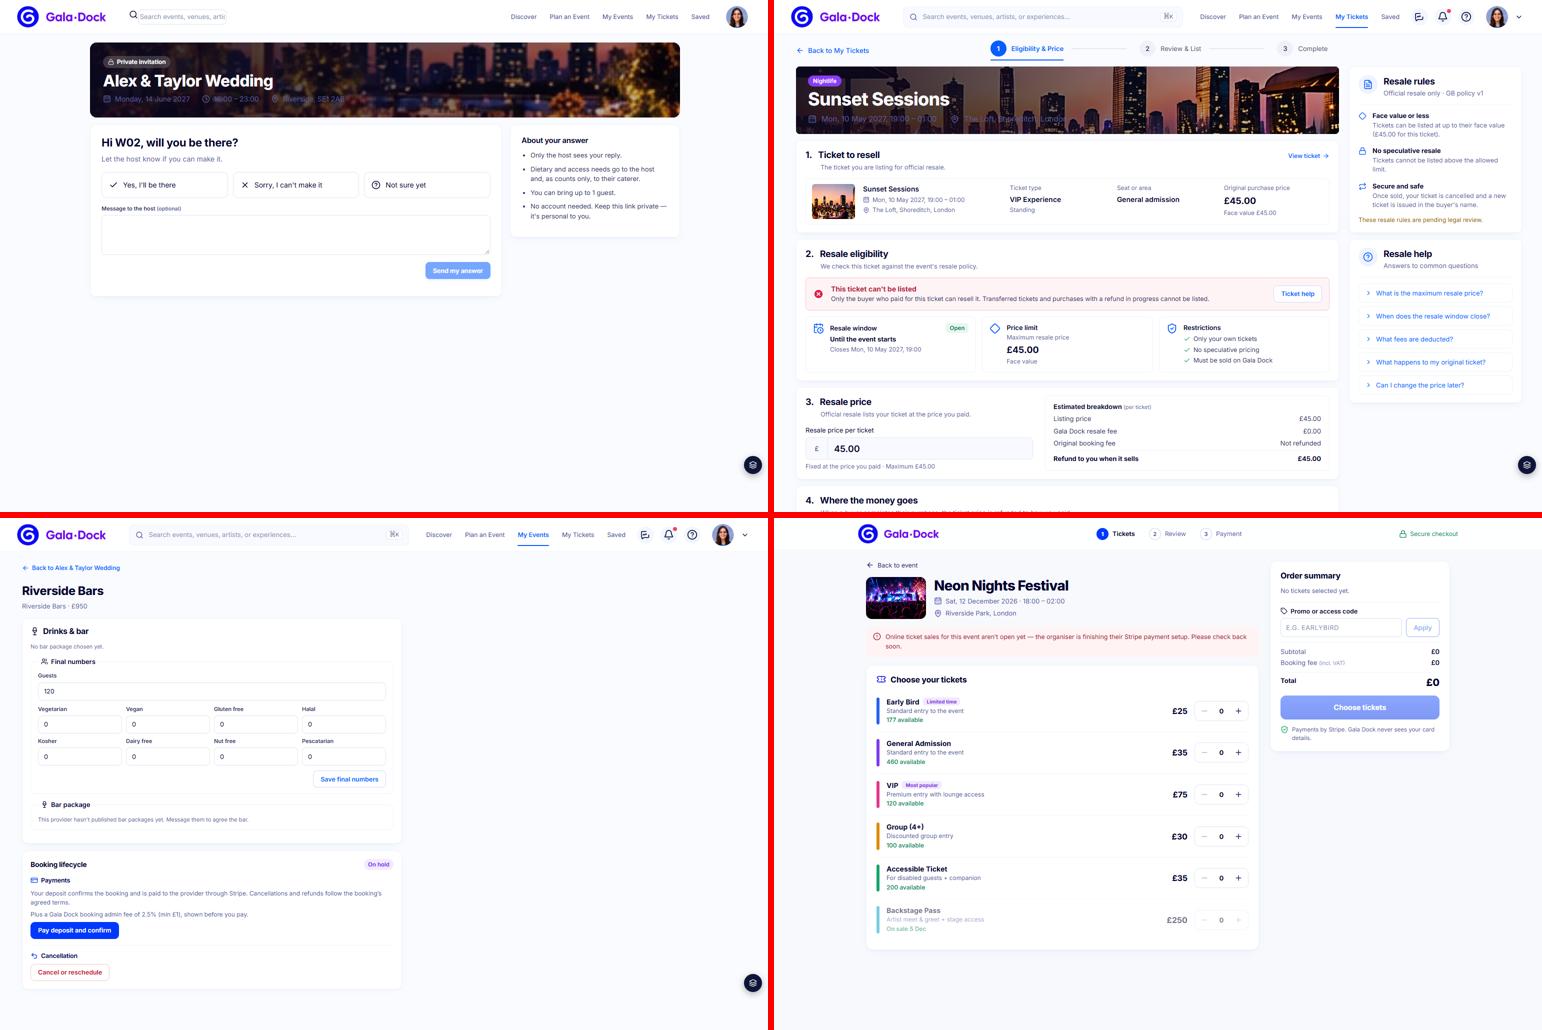 Gala·Dock
Search events, venues, artis
Discover
Plan an Event
My Events
My Tickets
Saved
Private invitation
Alex & Taylor Wedding
Monday, 14 June 2027
18:00 – 23:00
Riverside, SE1 2AB
Hi W02, will you be there?
Let the host know if you can make it.
Yes, I'll be there
Sorry, I can't make it
Not sure yet
Message to the host (optional)
Send my answer
About your answer
Only the host sees your reply.
Dietary and access needs go to the host
and, as counts only, to their caterer.
You can bring up to 1 guest.
No account needed. Keep this link private —
it's personal to you.
Gala·Dock
Search events, venues, artists, or experiences...
⌘K
Discover
Plan an Event
My Events
My Tickets
Saved
Back to My Tickets
1 Eligibility & Price
2 Review & List
3 Complete
Nightlife
Sunset Sessions
Mon, 10 May 2027, 19:00 – 01:00
The Loft, Shoreditch, London
1. Ticket to resell
View ticket →
The ticket you are listing for official resale.
Sunset Sessions
Mon, 10 May 2027, 19:00 – 01:00
The Loft, Shoreditch, London
Ticket type
VIP Experience
Standing
Seat or area
General admission
Original purchase price
£45.00
Face value £45.00
2. Resale eligibility
We check this ticket against the event's resale policy.
This ticket can't be listed
Only the buyer who paid for this ticket can resell it. Transferred tickets and purchases with a refund in progress cannot be listed.
Ticket help
Resale window
Open
Until the event starts
Closes Mon, 10 May 2027, 19:00
Price limit
Maximum resale price
£45.00
Face value
Restrictions
Only your own tickets
No speculative pricing
Must be sold on Gala Dock
3. Resale price
Official resale lists your ticket at the price you paid.
Resale price per ticket
£ 45.00
Fixed at the price you paid · Maximum £45.00
Estimated breakdown (per ticket)
Listing price £45.00
Gala Dock resale fee £0.00
Original booking fee Not refunded
Refund to you when it sells £45.00
4. Where the money goes
Resale rules
Official resale only · GB policy v1
Face value or less
Tickets can be listed at up to their face value
(£45.00 for this ticket).
No speculative resale
Tickets cannot be listed above the allowed
limit.
Secure and safe
Once sold, your ticket is cancelled and a new
ticket is issued in the buyer's name.
These resale rules are pending legal review.
Resale help
Answers to common questions
What is the maximum resale price?
When does the resale window close?
What fees are deducted?
What happens to my original ticket?
Can I change the price later?
Gala·Dock
Search events, venues, artists, or experiences...
⌘K
Discover
Plan an Event
My Events
My Tickets
Saved
Back to Alex & Taylor Wedding
Riverside Bars
Riverside Bars · £950
Drinks & bar
No bar package chosen yet.
Final numbers
Guests
120
Vegetarian Vegan Gluten free Halal
0 0 0 0
Kosher Dairy free Nut free Pescatarian
0 0 0 0
Save final numbers
Bar package
This provider hasn't published bar packages yet. Message them to agree the bar.
Booking lifecycle
On hold
Payments
Your deposit confirms the booking and is paid to the provider through Stripe. Cancellations and refunds follow the booking's
agreed terms.
Plus a Gala Dock booking admin fee of 2.5% (min £1), shown before you pay.
Pay deposit and confirm
Cancellation
Cancel or reschedule
Gala·Dock
1 Tickets
2 Review
3 Payment
Secure checkout
Back to event
Neon Nights Festival
Sat, 12 December 2026 · 18:00 – 02:00
Riverside Park, London
Online ticket sales for this event aren't open yet — the organiser is finishing their Stripe payment setup. Please check back
soon.
Choose your tickets
Early Bird Limited time
Standard entry to the event
177 available
£25 − 0 +
General Admission
Standard entry to the event
460 available
£35 − 0 +
VIP Most popular
Premium entry with lounge access
120 available
£75 − 0 +
Group (4+)
Discounted group entry
100 available
£30 − 0 +
Accessible Ticket
For disabled guests + companion
200 available
£35 − 0 +
Backstage Pass
Artist meet & greet + stage access
On sale 5 Dec
£250 − 0 +
Order summary
No tickets selected yet.
Promo or access code
E.G. EARLYBIRD
Apply
Subtotal £0
Booking fee (incl. VAT) £0
Total £0
Choose tickets
Payments by Stripe. Gala Dock never sees your card
details.